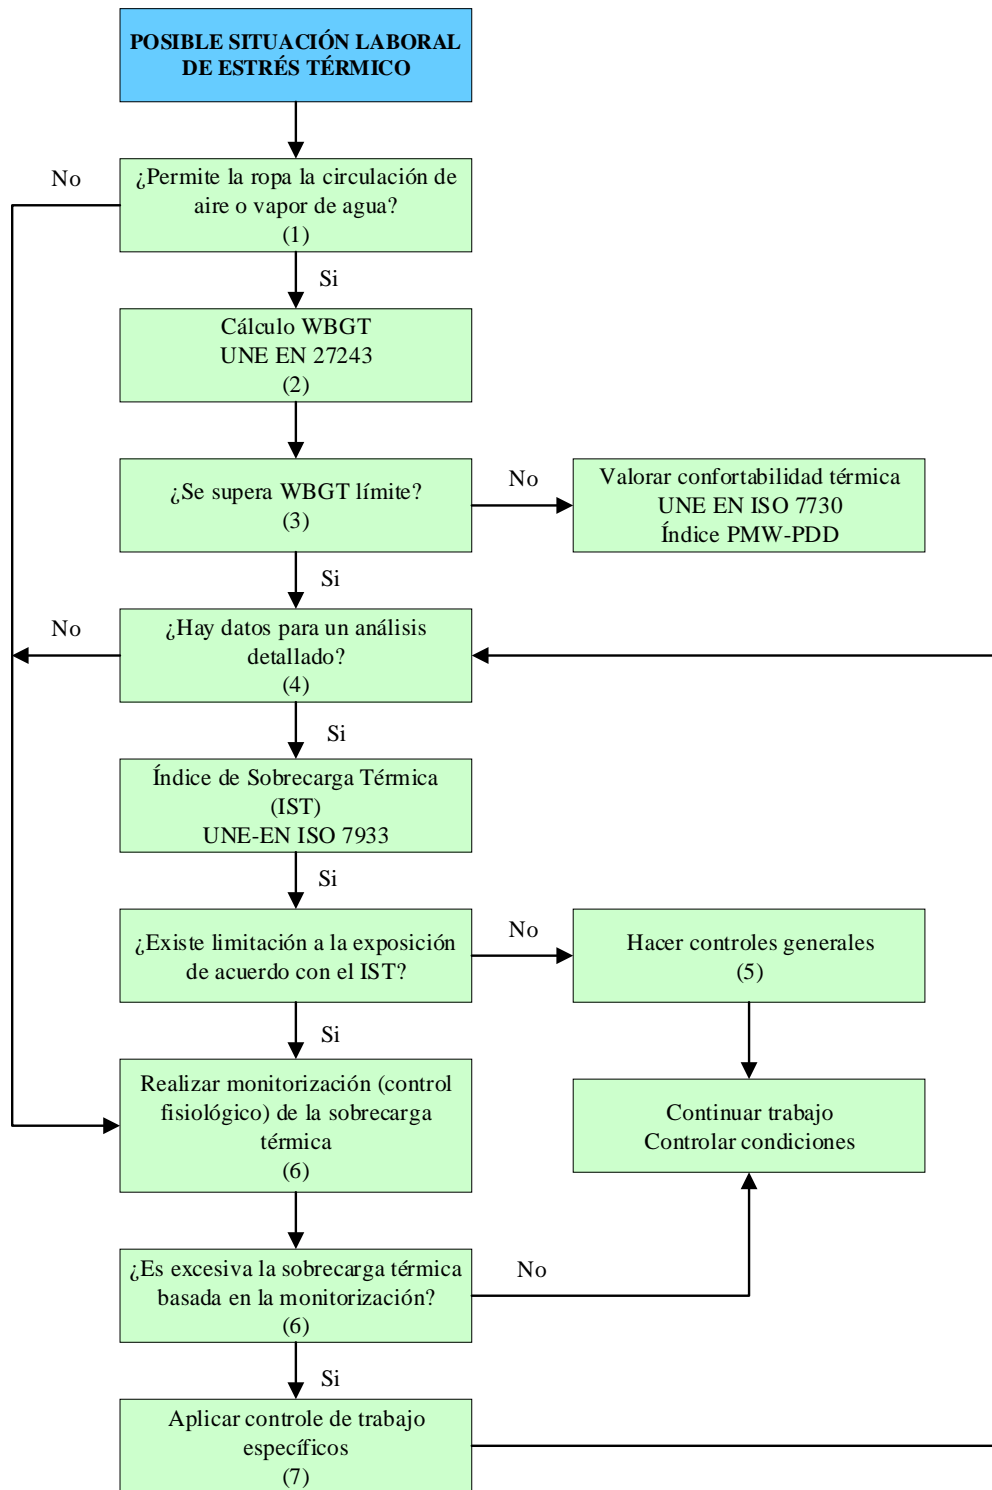 POSIBLE SITUACIÓN LABORAL
DE ESTRÉS TÉRMICO
No
¿Permite la ropa la circulación de
aire o vapor de agua?
(1)
Si
Cálculo WBGT
UNE EN 27243
(2)
¿Se supera WBGT límite?
(3)
No
Valorar confortabilidad térmica
UNE EN ISO 7730
Índice PMW-PDD
Si
No
¿Hay datos para un análisis
detallado?
(4)
Si
Índice de Sobrecarga Térmica
(IST)
UNE-EN ISO 7933
Si
¿Existe limitación a la exposición
de acuerdo con el IST?
No
Hacer controles generales
(5)
Si
Realizar monitorización (control
fisiológico) de la sobrecarga
térmica
(6)
Continuar trabajo
Controlar condiciones
¿Es excesiva la sobrecarga térmica
basada en la monitorización?
(6)
No
Si
Aplicar controle de trabajo
específicos
(7)